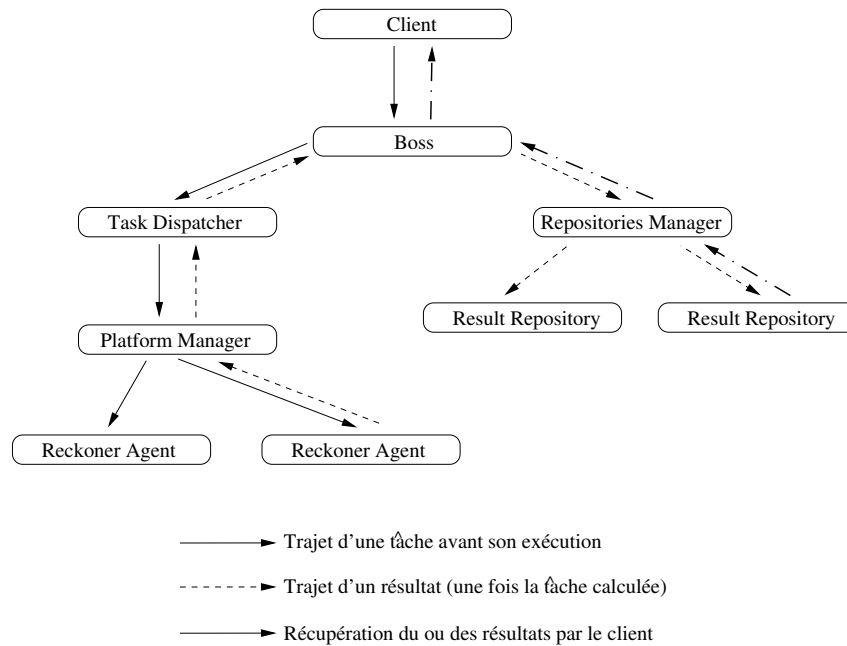 Client
Boss
Task Dispatcher
Repositories Manager
Result Repository
Result Repository
Platform Manager
Reckoner Agent
Reckoner Agent
Trajet d'une tâche avant son exécution
Trajet d'un résultat (une fois la tâche calculée)
Récupération du ou des résultats par le client